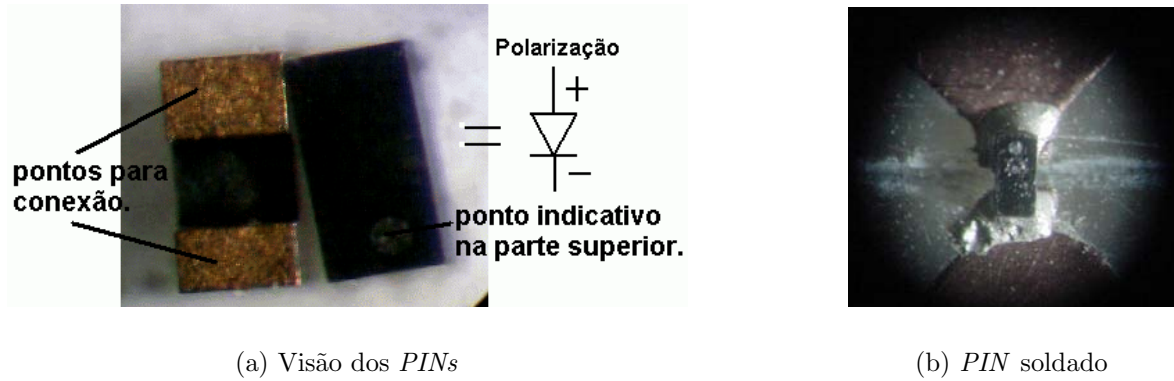 Polarização
+
pontos para
conexão.
=
−
ponto indicativo
na parte superior.
(a) Visão dos PINs
(b) PIN soldado